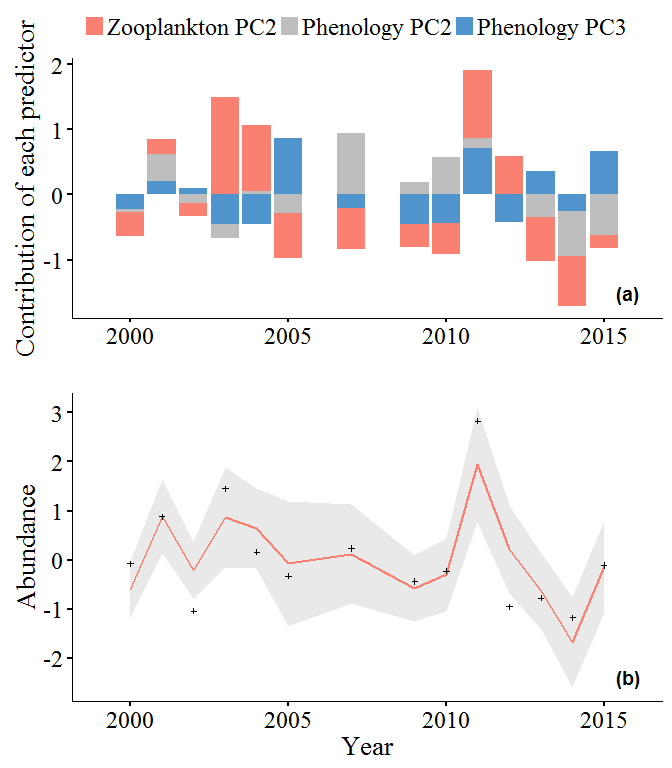 Zooplankton PC2 Phenology PC2 Phenology PC3
Contribution of each predictor
2
1
0
-1
(a)
2000 2005 2010 2015
Abundance
3
2
1
0
-1
-2
(b)
2000 2005 2010 2015
Year